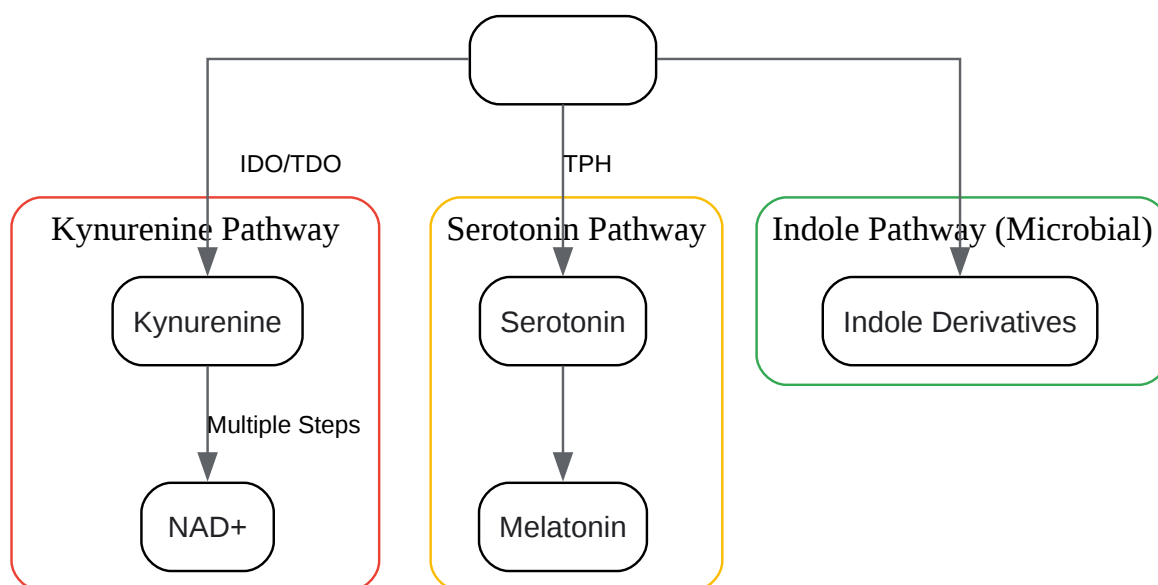 IDO/TDO
TPH
Kynurenine Pathway
Serotonin Pathway
Indole Pathway (Microbial)
Kynurenine
Serotonin
Indole Derivatives
Multiple Steps
NAD+
Melatonin